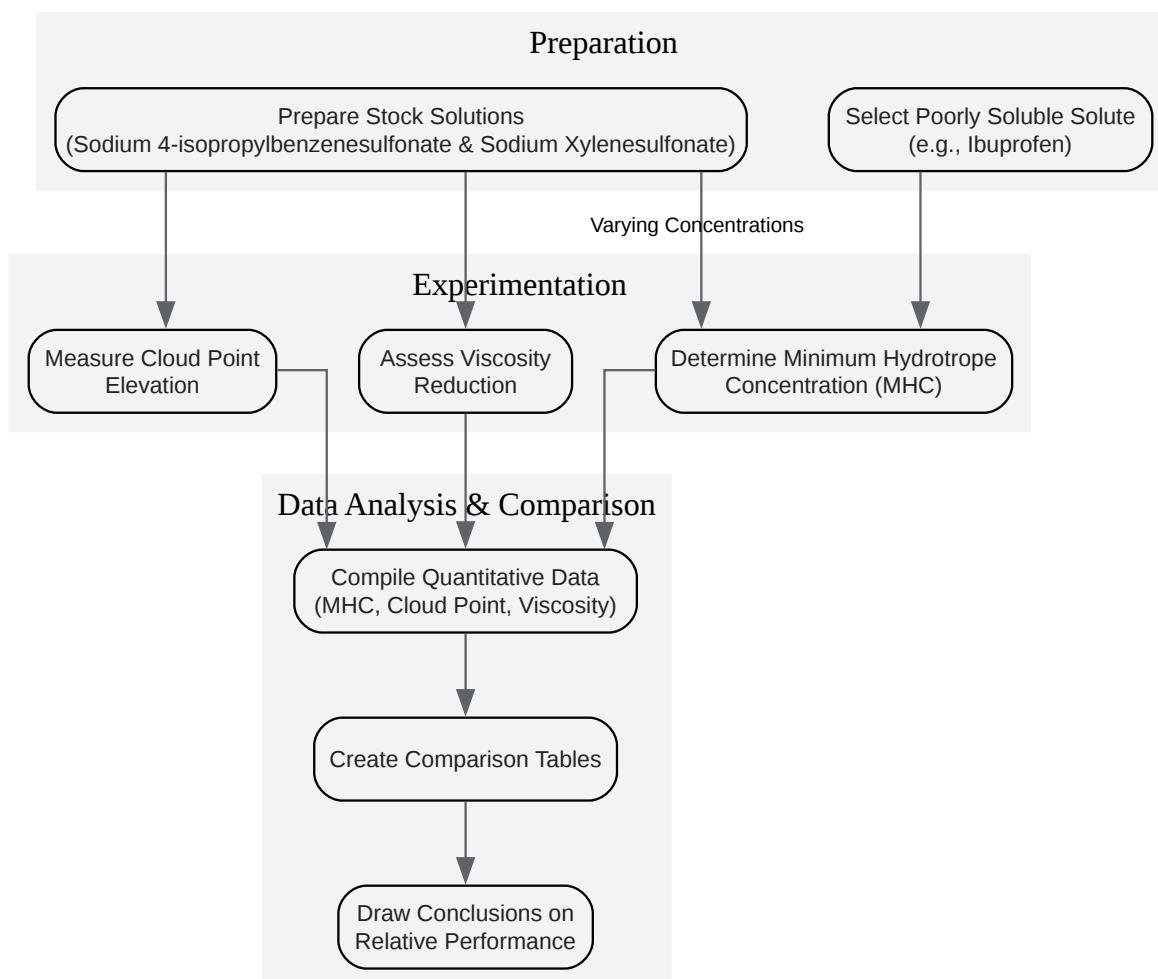 Preparation
Prepare Stock Solutions
(Sodium 4-isopropylbenzenesulfonate & Sodium Xylenesulfonate)
Select Poorly Soluble Solute
(e.g., Ibuprofen)
Varying Concentrations
Experimentation
Measure Cloud Point
Elevation
Assess Viscosity
Reduction
Determine Minimum Hydrotrope
Concentration (MHC)
Data Analysis & Comparison
Compile Quantitative Data
(MHC, Cloud Point, Viscosity)
Create Comparison Tables
Draw Conclusions on
Relative Performance